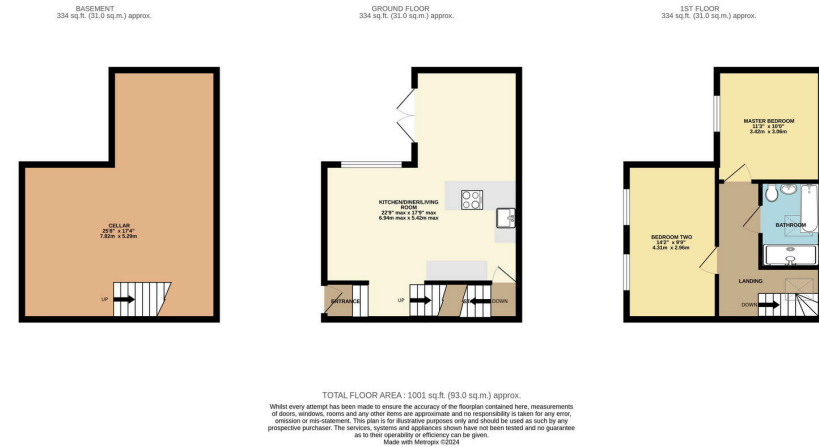 BASEMENT
334 sq.ft. (31.0 sq.m.) approx.
CELLAR
25'8" x 17'4"
7.82m x 5.29m
UP
GROUND FLOOR
334 sq.ft. (31.0 sq.m.) approx.
KITCHEN/DINER/LIVING
ROOM
22'9" max x 17'9" max
6.94m max x 5.42m max
ENTRANCE
UP
DOWN
1ST FLOOR
334 sq.ft. (31.0 sq.m.) approx.
MASTER BEDROOM
11'3" x 10'0"
3.42m x 3.06m
BEDROOM TWO
14'2" x 9'9"
4.31m x 2.96m
BATHROOM
LANDING
DOWN
TOTAL FLOOR AREA : 1001 sq.ft. (93.0 sq.m.) approx.
Whilst every attempt has been made to ensure the accuracy of the floorplan contained here, measurements
of doors, windows, rooms and any other items are approximate and no responsibility is taken for any error,
omission or mis-statement. This plan is for illustrative purposes only and should be used as such by any
prospective purchaser. The services, systems and appliances shown have not been tested and no guarantee
as to their operability or efficiency can be given.
Made with Metropix ©2024